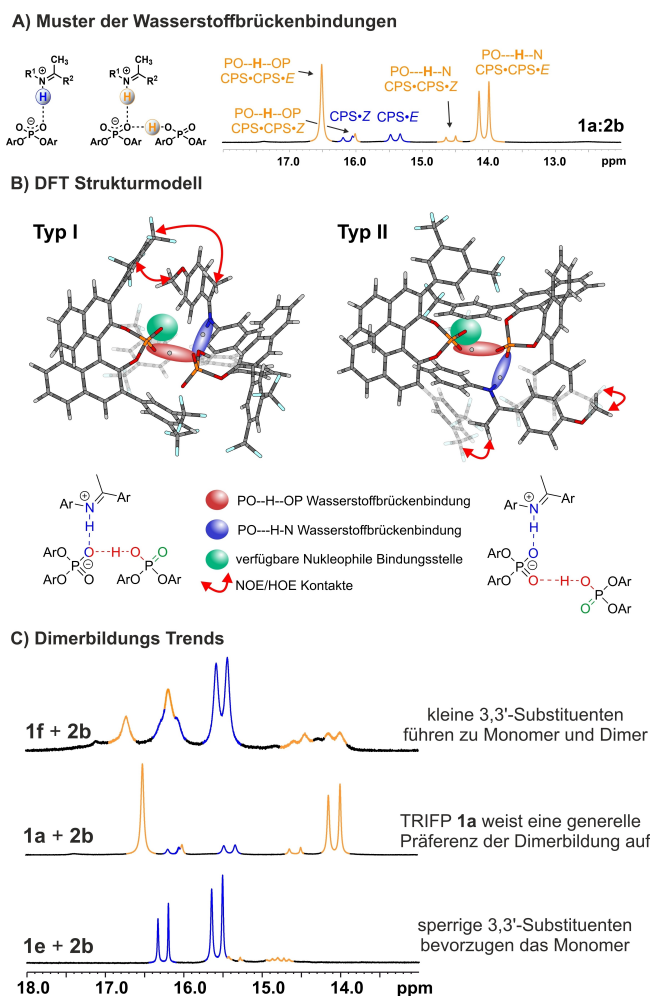 A) Muster der Wasserstoffbrückenbindungen
CH₃
R¹
N
⊕
R²
H
O
O
⊖
P
ArO
OAr
CH₃
R¹
N
⊕
R²
H
O
O
H
O
O
⊖
P
P
ArO
OAr
ArO
OAr
PO--H--OP
CPS•CPS•E
PO--H--OP
CPS•CPS•Z
CPS•Z
CPS•E
PO---H--N
CPS•CPS•Z
PO---H--N
CPS•CPS•E
1a:2b
17.0 16.0 15.0 14.0 13.0 ppm
B) DFT Strukturmodell
Typ I
Typ II
Ar
N
+
Ar
H
ArO
O
H
O
O
P
⊖
P
ArO
O
Ar
OAr
PO--H--OP Wasserstoffbrückenbindung
PO---H-N Wasserstoffbrückenbindung
verfügbare Nukleophile Bindungsstelle
NOE/HOE Kontakte
Ar
N
+
Ar
H
ArO
O
P
⊖
ArO
O
H
O
OAr
P
O
OAr
C) Dimerbildungs Trends
1f + 2b
kleine 3,3'-Substituenten
führen zu Monomer und Dimer
1a + 2b
TRIFP 1a weist eine generelle
Präferenz der Dimerbildung auf
1e + 2b
sperrige 3,3'-Substituenten
bevorzugen das Monomer
18.0 17.0 16.0 15.0 14.0 ppm